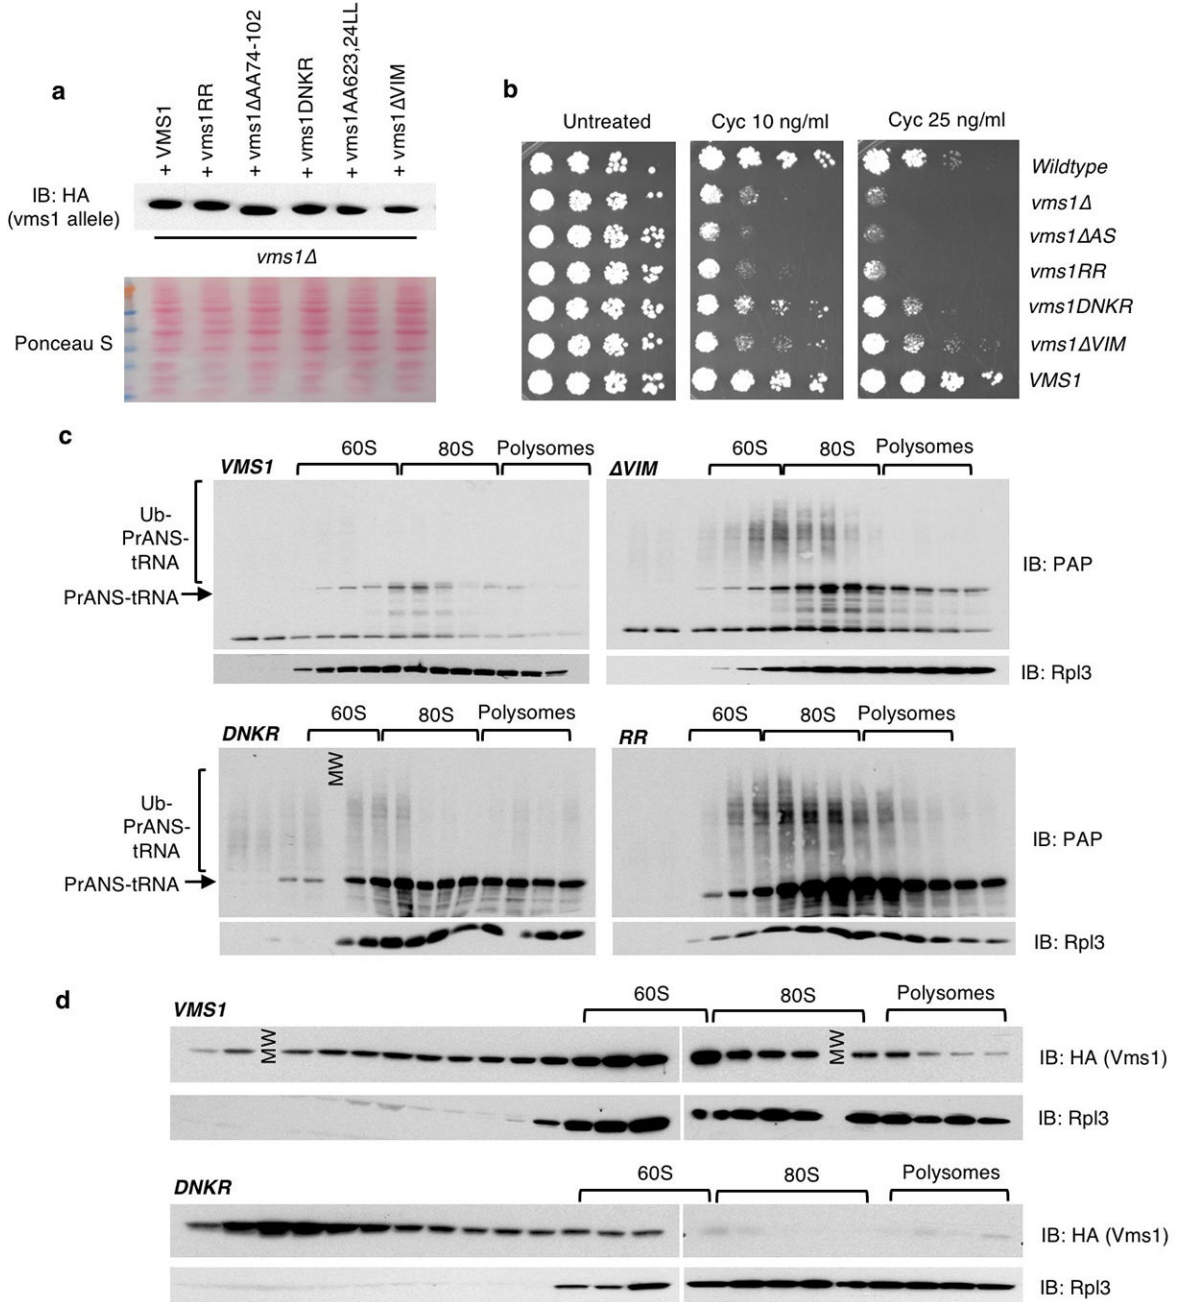 a
+ VMS1
+ vms1RR
+ vms1ΔAA74-102
+ vms1DNKR
+ vms1AA623,24LL
+ vms1ΔVIM
IB: HA
(vms1 allele)
vms1Δ
Ponceau S
b
Untreated
Cyc 10 ng/ml
Cyc 25 ng/ml
Wildtype
vms1Δ
vms1ΔAS
vms1RR
vms1DNKR
vms1ΔVIM
VMS1
c
VMS1
60S
80S
Polysomes
ΔVIM
60S
80S
Polysomes
Ub-
PrANS-
tRNA
PrANS-tRNA
IB: PAP
IB: Rpl3
DNKR
60S
80S
Polysomes
RR
60S
80S
Polysomes
MW
Ub-
PrANS-
tRNA
PrANS-tRNA
IB: PAP
IB: Rpl3
d
VMS1
60S
80S
Polysomes
MW
MW
IB: HA (Vms1)
IB: Rpl3
DNKR
60S
80S
Polysomes
IB: HA (Vms1)
IB: Rpl3